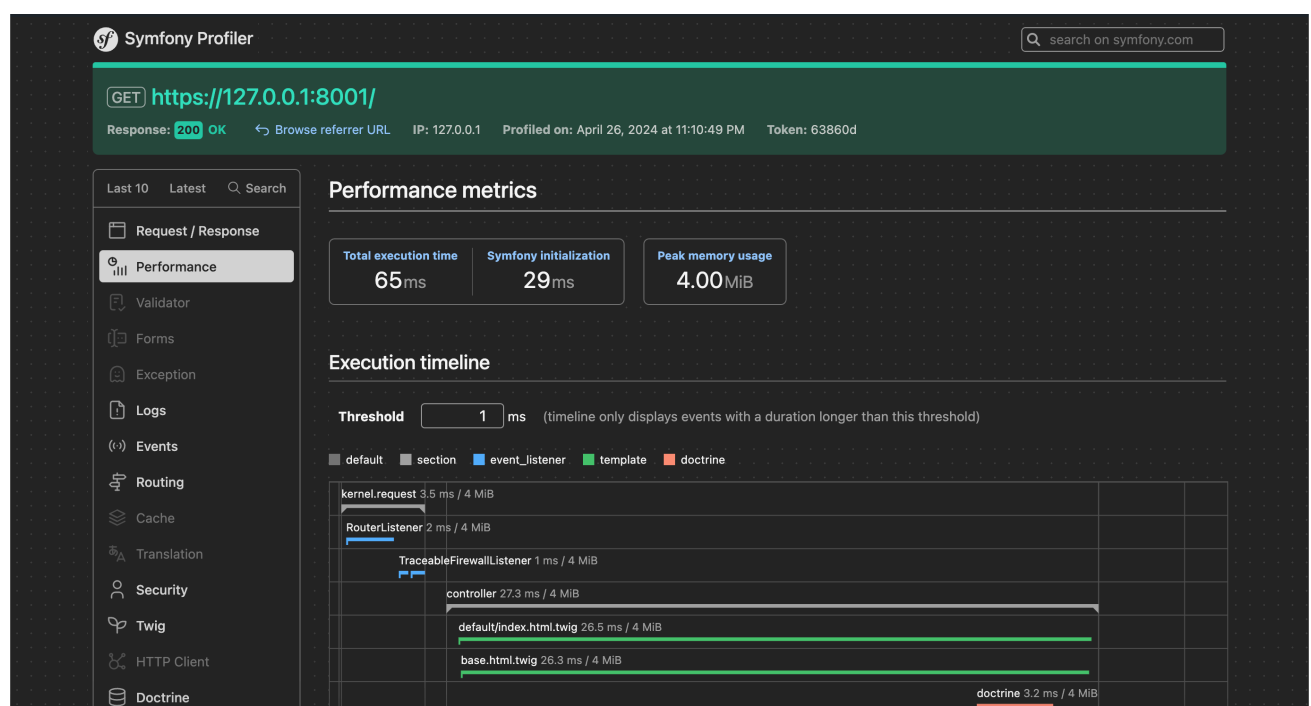 Symfony Profiler
search on symfony.com
GET https://127.0.0.1:8001/
Response: 200 OK Browse referrer URL IP: 127.0.0.1 Profiled on: April 26, 2024 at 11:10:49 PM Token: 63860d
Last 10 Latest Search
Request / Response
Performance
Validator
Forms
Exception
Logs
Events
Routing
Cache
Translation
Security
Twig
HTTP Client
Doctrine
Performance metrics
Total execution time Symfony initialization Peak memory usage
65 ms 29 ms 4.00 MiB
Execution timeline
Threshold 1 ms (timeline only displays events with a duration longer than this threshold)
default section event_listener template doctrine
kernel.request 3.5 ms / 4 MiB
RouterListener 2 ms / 4 MiB
TraceableFirewallListener 1 ms / 4 MiB
controller 27.3 ms / 4 MiB
default/index.html.twig 26.5 ms / 4 MiB
base.html.twig 26.3 ms / 4 MiB
doctrine 3.2 ms / 4 MiB